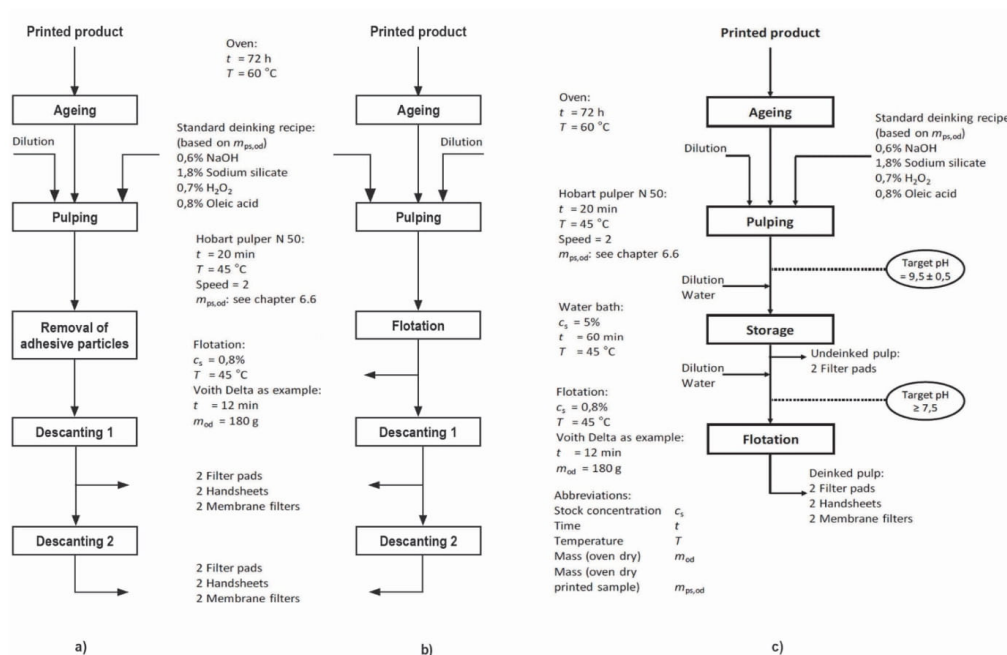 Printed product
Ageing
Dilution
Pulping
Removal of
adhesive particles
Descanting 1
2 Filter pads
2 Handsheets
2 Membrane filters
Descanting 2
2 Filter pads
2 Handsheets
2 Membrane filters
a)
Oven:
t = 72 h
T = 60 °C
Standard deinking recipe:
(based on mps,od)
0,6% NaOH
1,8% Sodium silicate
0,7% H₂O₂
0,8% Oleic acid
Hobart pulper N 50:
t = 20 min
T = 45 °C
Speed = 2
mps,od: see chapter 6.6
Flotation:
cs = 0,8%
T = 45 °C
Voith Delta as example:
t = 12 min
mod = 180 g
Printed product
Ageing
Dilution
Pulping
Flotation
Descanting 1
Descanting 2
b)
Printed product
Oven:
t = 72 h
T = 60 °C
Ageing
Dilution
Standard deinking recipe
(based on mps,od)
0,6% NaOH
1,8% Sodium silicate
0,7% H₂O₂
0,8% Oleic acid
Hobart pulper N 50:
t = 20 min
T = 45 °C
Speed = 2
mps,od: see chapter 6.6
Pulping
Target pH
= 9,5 ± 0,5
Dilution
Water
Water bath:
cs = 5%
t = 60 min
T = 45 °C
Storage
Undeinked pulp:
2 Filter pads
Dilution
Water
Target pH
≥ 7,5
Flotation:
cs = 0,8%
T = 45 °C
Voith Delta as example:
t = 12 min
mod = 180 g
Flotation
Deinked pulp:
2 Filter pads
2 Handsheets
2 Membrane filters
Abbreviations:
Stock concentration cs
Time t
Temperature T
Mass (oven dry) mod
Mass (oven dry
printed sample) mps,od
c)